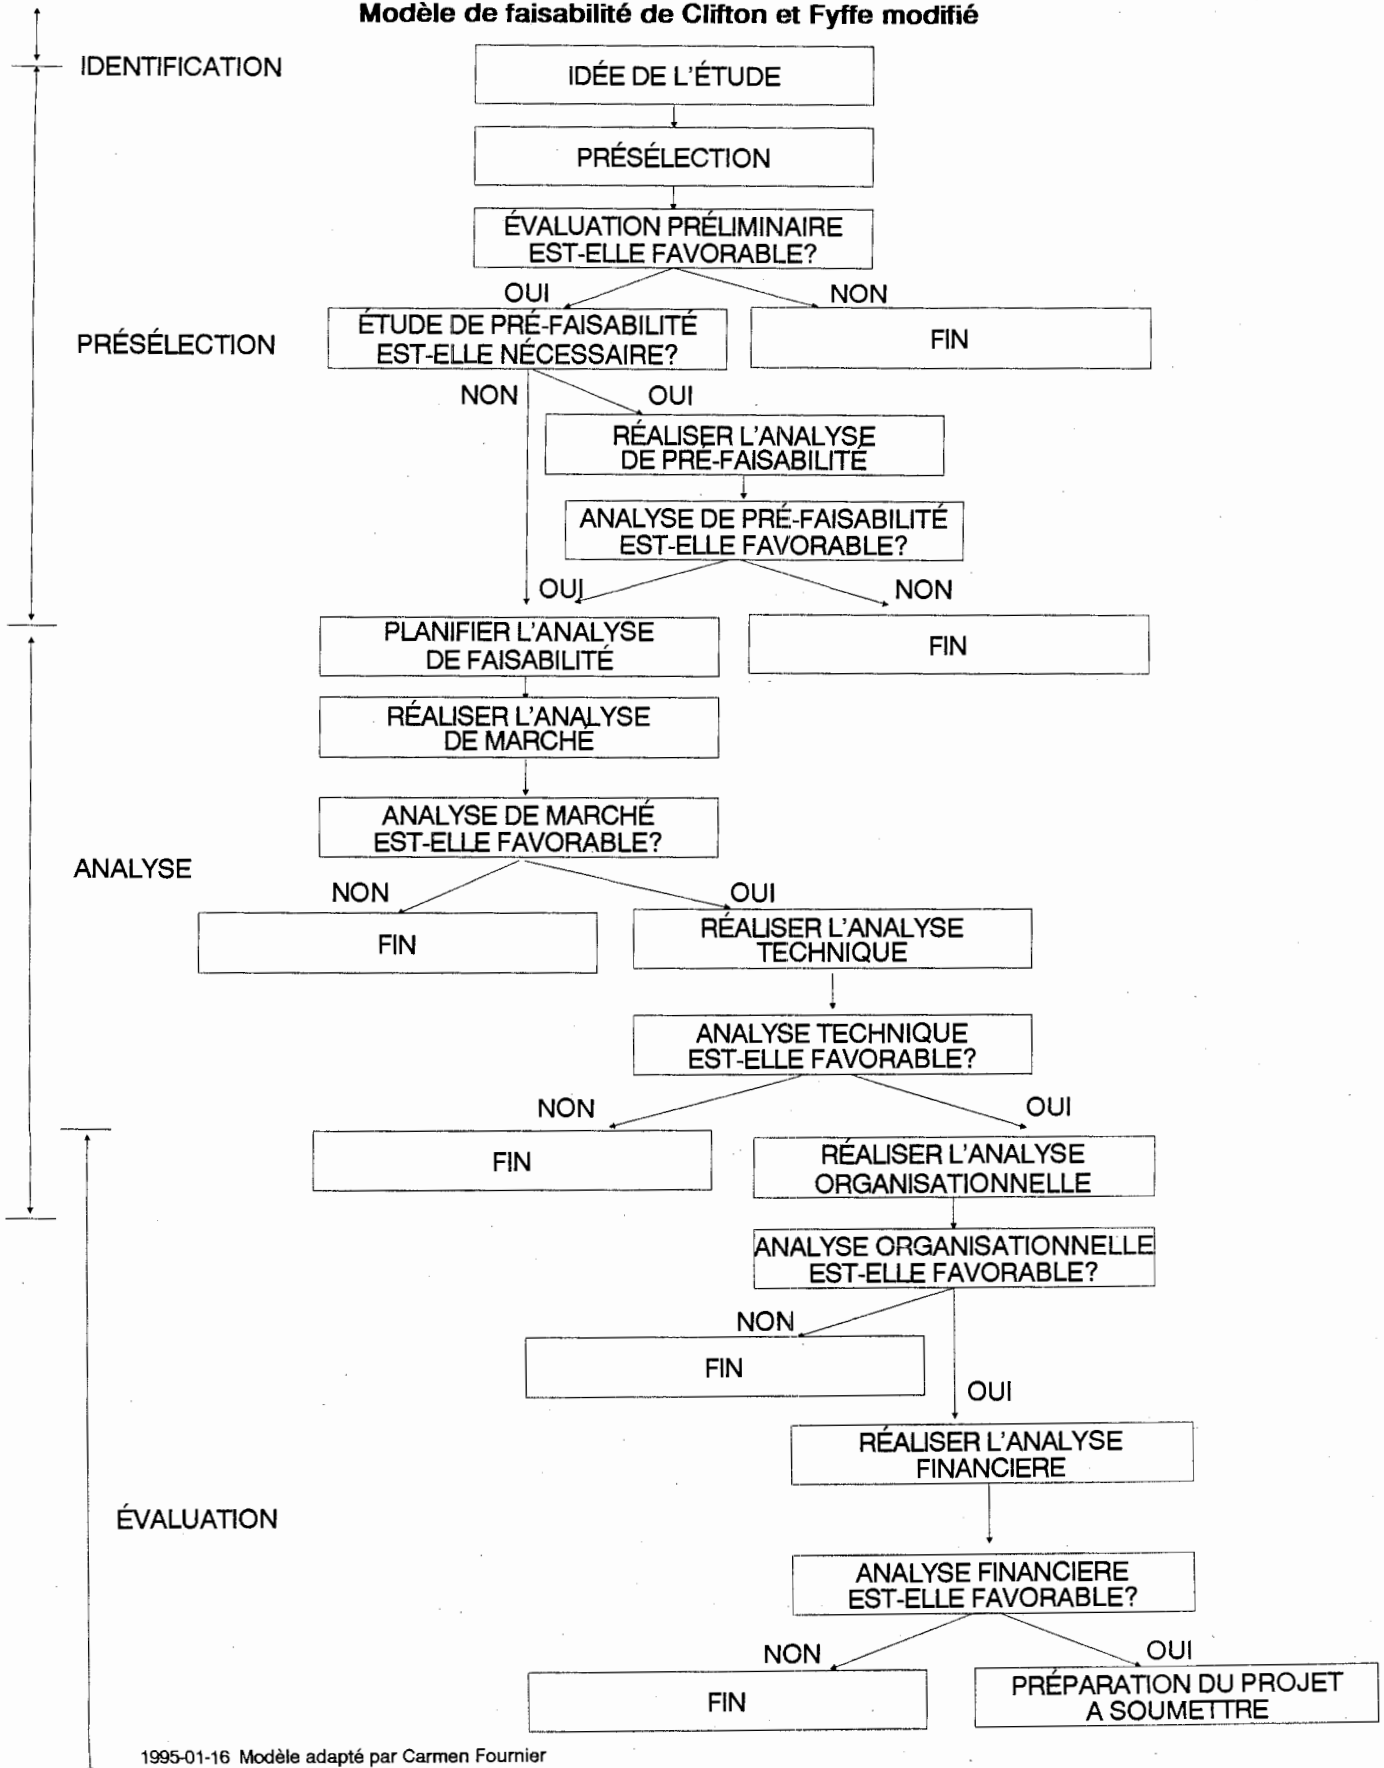 Modèle de faisabilité de Clifton et Fyffe modifié
IDENTIFICATION
IDÉE DE L'ÉTUDE
PRÉSÉLECTION
ÉVALUATION PRÉLIMINAIRE
EST-ELLE FAVORABLE?
OUI
NON
PRÉSÉLECTION
ÉTUDE DE PRÉ-FAISABILITÉ
EST-ELLE NÉCESSAIRE?
FIN
NON
OUI
RÉALISER L'ANALYSE
DE PRÉ-FAISABILITÉ
ANALYSE DE PRÉ-FAISABILITÉ
EST-ELLE FAVORABLE?
OUI
NON
PLANIFIER L'ANALYSE
DE FAISABILITÉ
FIN
RÉALISER L'ANALYSE
DE MARCHÉ
ANALYSE DE MARCHÉ
EST-ELLE FAVORABLE?
ANALYSE
NON
OUI
FIN
RÉALISER L'ANALYSE
TECHNIQUE
ANALYSE TECHNIQUE
EST-ELLE FAVORABLE?
NON
OUI
FIN
RÉALISER L'ANALYSE
ORGANISATIONNELLE
ANALYSE ORGANISATIONNELLE
EST-ELLE FAVORABLE?
NON
FIN
OUI
RÉALISER L'ANALYSE
FINANCIERE
ÉVALUATION
ANALYSE FINANCIERE
EST-ELLE FAVORABLE?
NON
OUI
FIN
PRÉPARATION DU PROJET
A SOUMETTRE
1995-01-16 Modèle adapté par Carmen Fournier